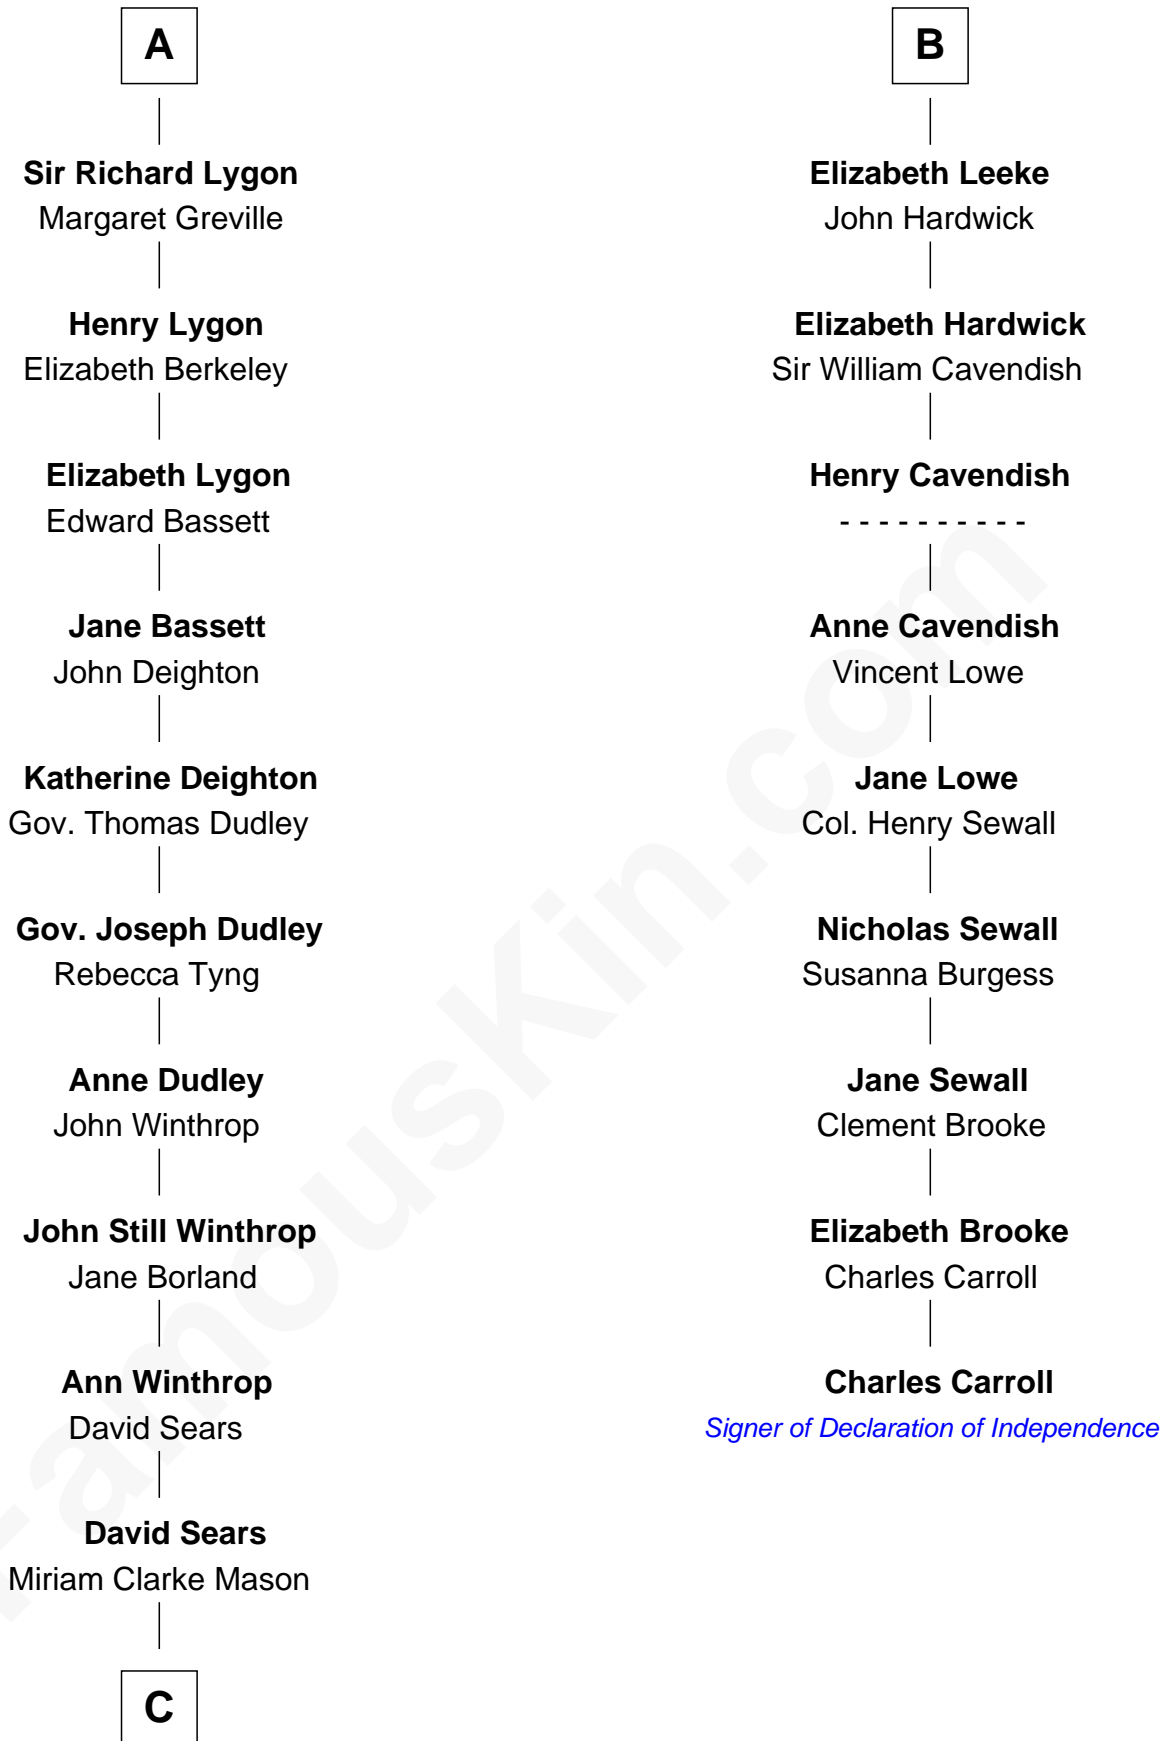 A
Sir Richard Lygon
Margaret Greville
Henry Lygon
Elizabeth Berkeley
Elizabeth Lygon
Edward Bassett
Jane Bassett
John Deighton
Katherine Deighton
Gov. Thomas Dudley
Gov. Joseph Dudley
Rebecca Tyng
Anne Dudley
John Winthrop
John Still Winthrop
Jane Borland
Ann Winthrop
David Sears
David Sears
Miriam Clarke Mason
C
B
Elizabeth Leeke
John Hardwick
Elizabeth Hardwick
Sir William Cavendish
Henry Cavendish
- - - - - - - - - -
Anne Cavendish
Vincent Lowe
Jane Lowe
Col. Henry Sewall
Nicholas Sewall
Susanna Burgess
Jane Sewall
Clement Brooke
Elizabeth Brooke
Charles Carroll
Charles Carroll
Signer of Declaration of Independence
FamousKin.com